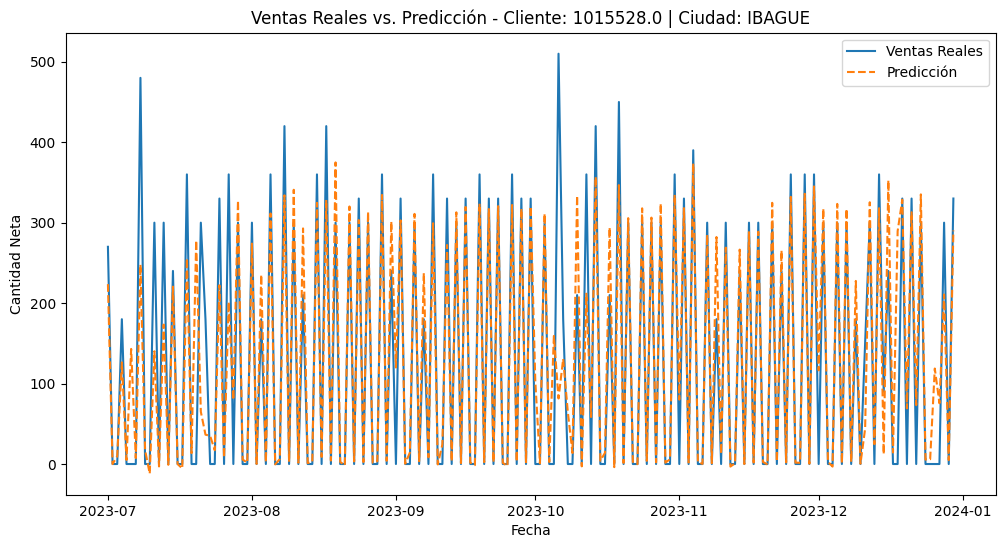 Ventas Reales vs. Predicción - Cliente: 1015528.0 | Ciudad: IBAGUE
Ventas Reales
Predicción
Cantidad Neta
500
400
300
200
100
0
2023-07
2023-08
2023-09
2023-10
2023-11
2023-12
2024-01
Fecha